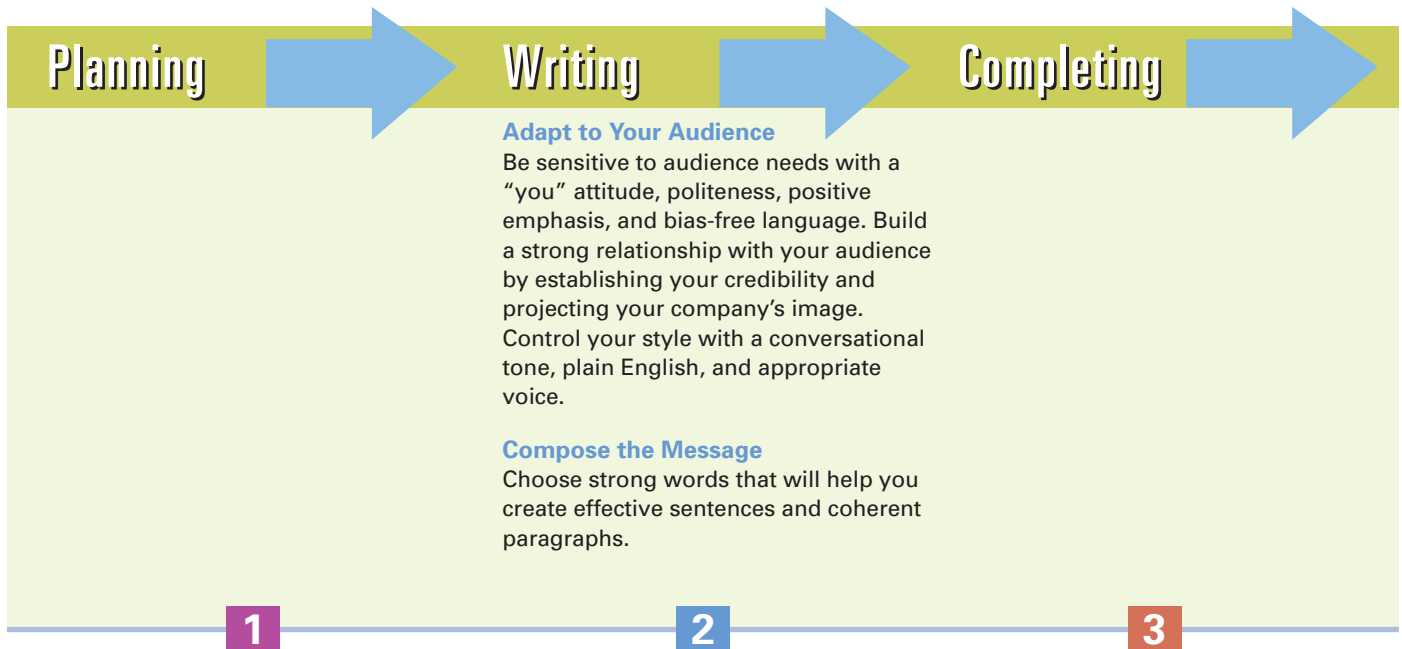 Planning
Writing
Completing
Adapt to Your Audience
Be sensitive to audience needs with a
“you” attitude, politeness, positive
emphasis, and bias-free language. Build
a strong relationship with your audience
by establishing your credibility and
projecting your company’s image.
Control your style with a conversational
tone, plain English, and appropriate
voice.
Compose the Message
Choose strong words that will help you
create effective sentences and coherent
paragraphs.
1
2
3